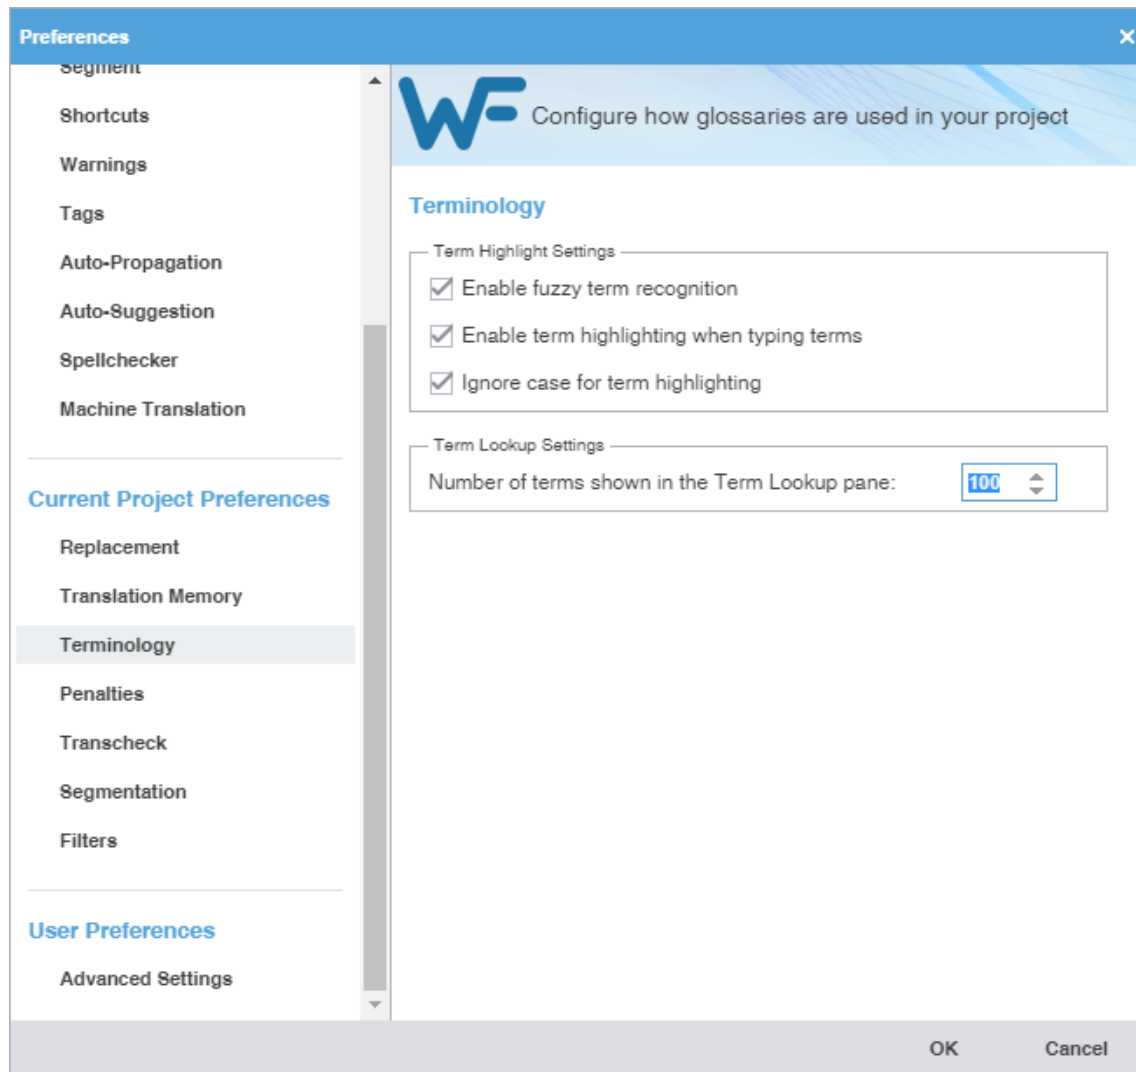 Preferences
Segment
Shortcuts
Warnings
Tags
Auto-Propagation
Auto-Suggestion
Spellchecker
Machine Translation
Current Project Preferences
Replacement
Translation Memory
Terminology
Penalties
Transcheck
Segmentation
Filters
User Preferences
Advanced Settings
WF
Configure how glossaries are used in your project
Terminology
Term Highlight Settings
Enable fuzzy term recognition
Enable term highlighting when typing terms
Ignore case for term highlighting
Term Lookup Settings
Number of terms shown in the Term Lookup pane: 100
OK Cancel